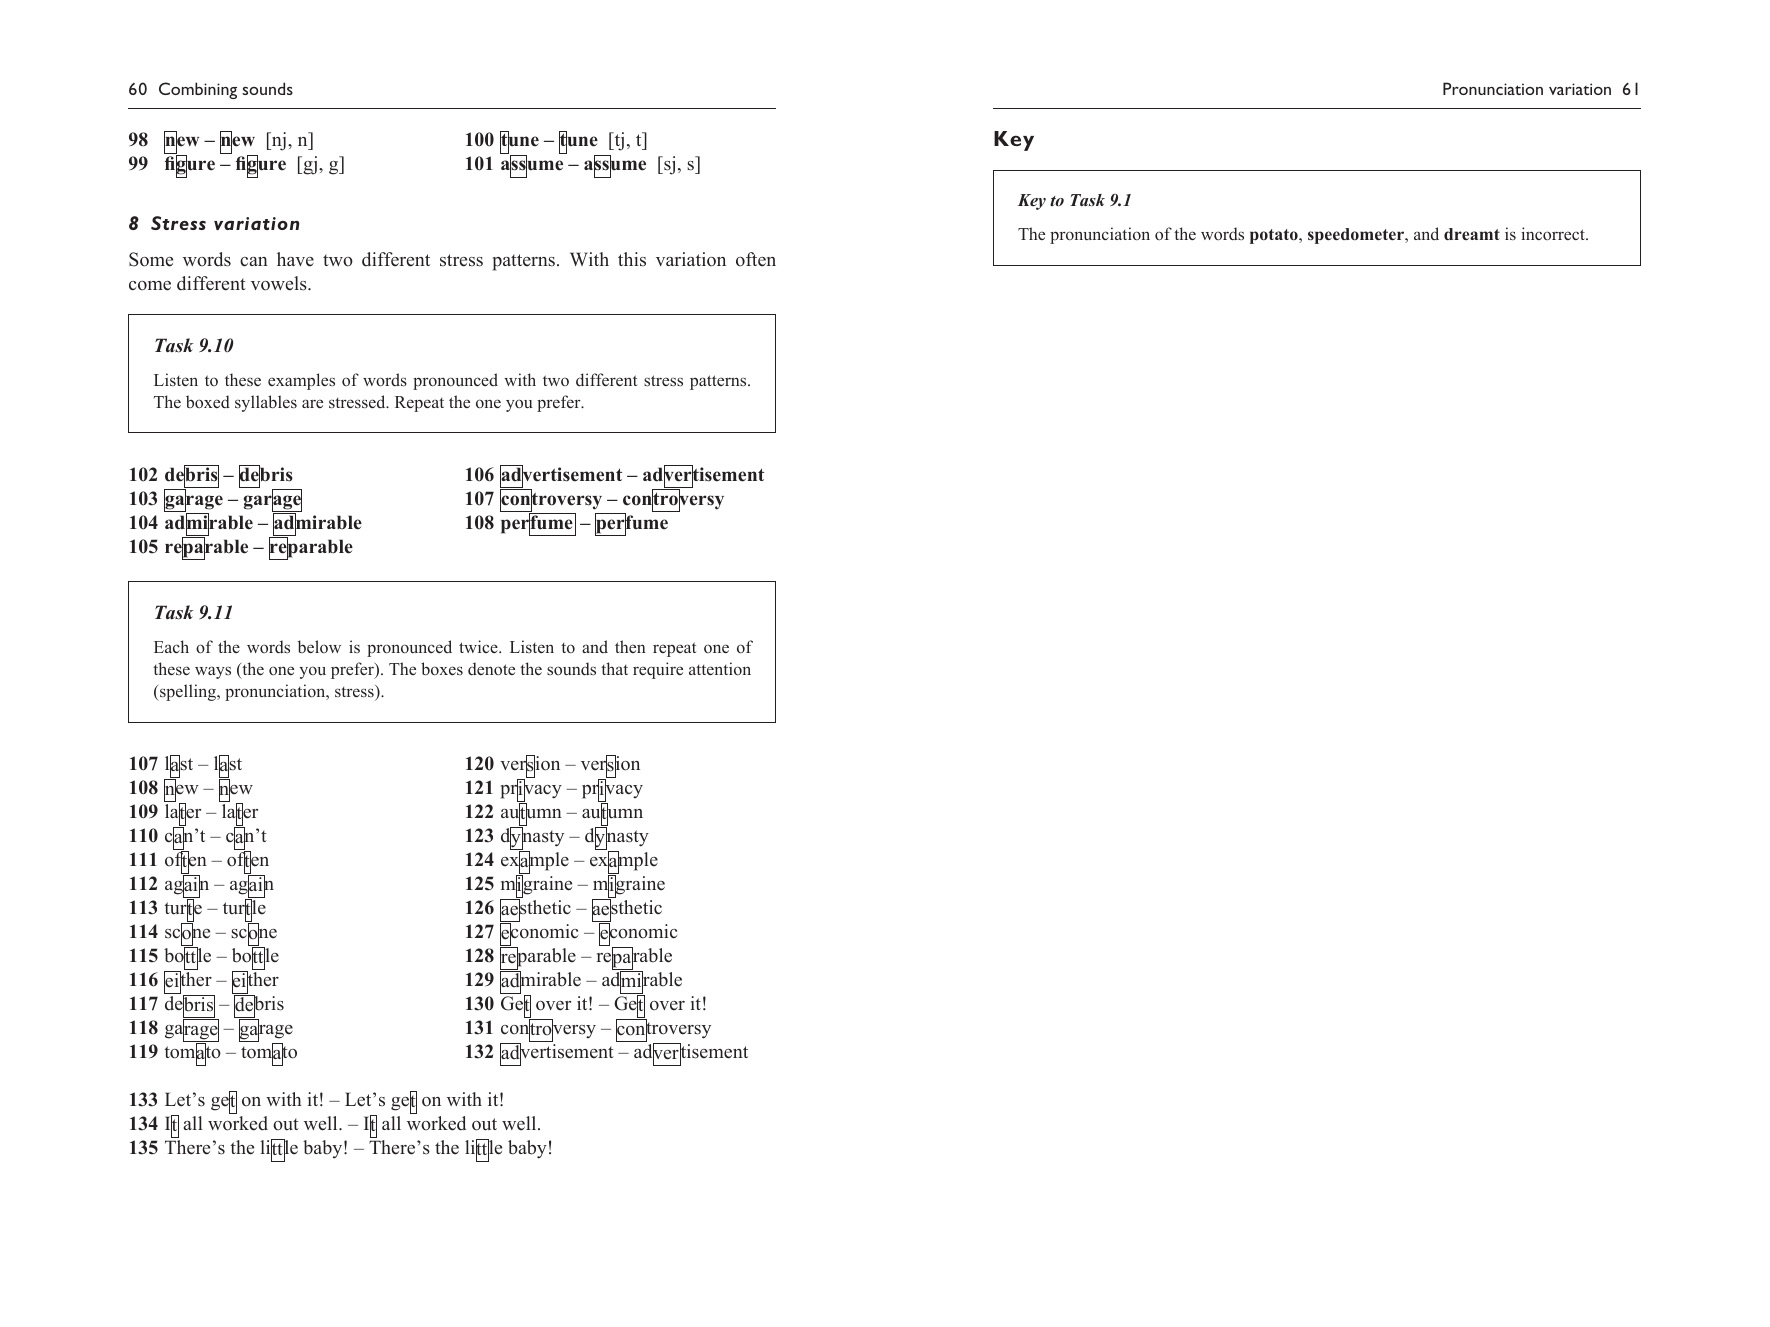 60 Combining sounds
98 new – new [nj, n]
99 figure – figure [gj, g]
100 tune – tune [tj, t]
101 assume – assume [sj, s]
8 Stress variation
Some words can have two different stress patterns. With this variation often
come different vowels.
Task 9.10
Listen to these examples of words pronounced with two different stress patterns.
The boxed syllables are stressed. Repeat the one you prefer.
102 debris – debris
103 garage – garage
104 admirable – admirable
105 reparable – reparable
106 advertisement – advertisement
107 controversy – controversy
108 perfume – perfume
Task 9.11
Each of the words below is pronounced twice. Listen to and then repeat one of
these ways (the one you prefer). The boxes denote the sounds that require attention
(spelling, pronunciation, stress).
107 last – last
108 new – new
109 later – later
110 can’t – can’t
111 often – often
112 again – again
113 turte – turtle
114 scone – scone
115 bottle – bottle
116 either – either
117 debris – debris
118 garage – garage
119 tomato – tomato
120 version – version
121 privacy – privacy
122 autumn – autumn
123 dynasty – dynasty
124 example – example
125 migraine – migraine
126 aesthetic – aesthetic
127 economic – economic
128 reparable – reparable
129 admirable – admirable
130 Get over it! – Get over it!
131 controversy – controversy
132 advertisement – advertisement
133 Let’s get on with it! – Let’s get on with it!
134 It all worked out well. – It all worked out well.
135 There’s the little baby! – There’s the little baby!
Pronunciation variation 61
Key
Key to Task 9.1
The pronunciation of the words potato, speedometer, and dreamt is incorrect.